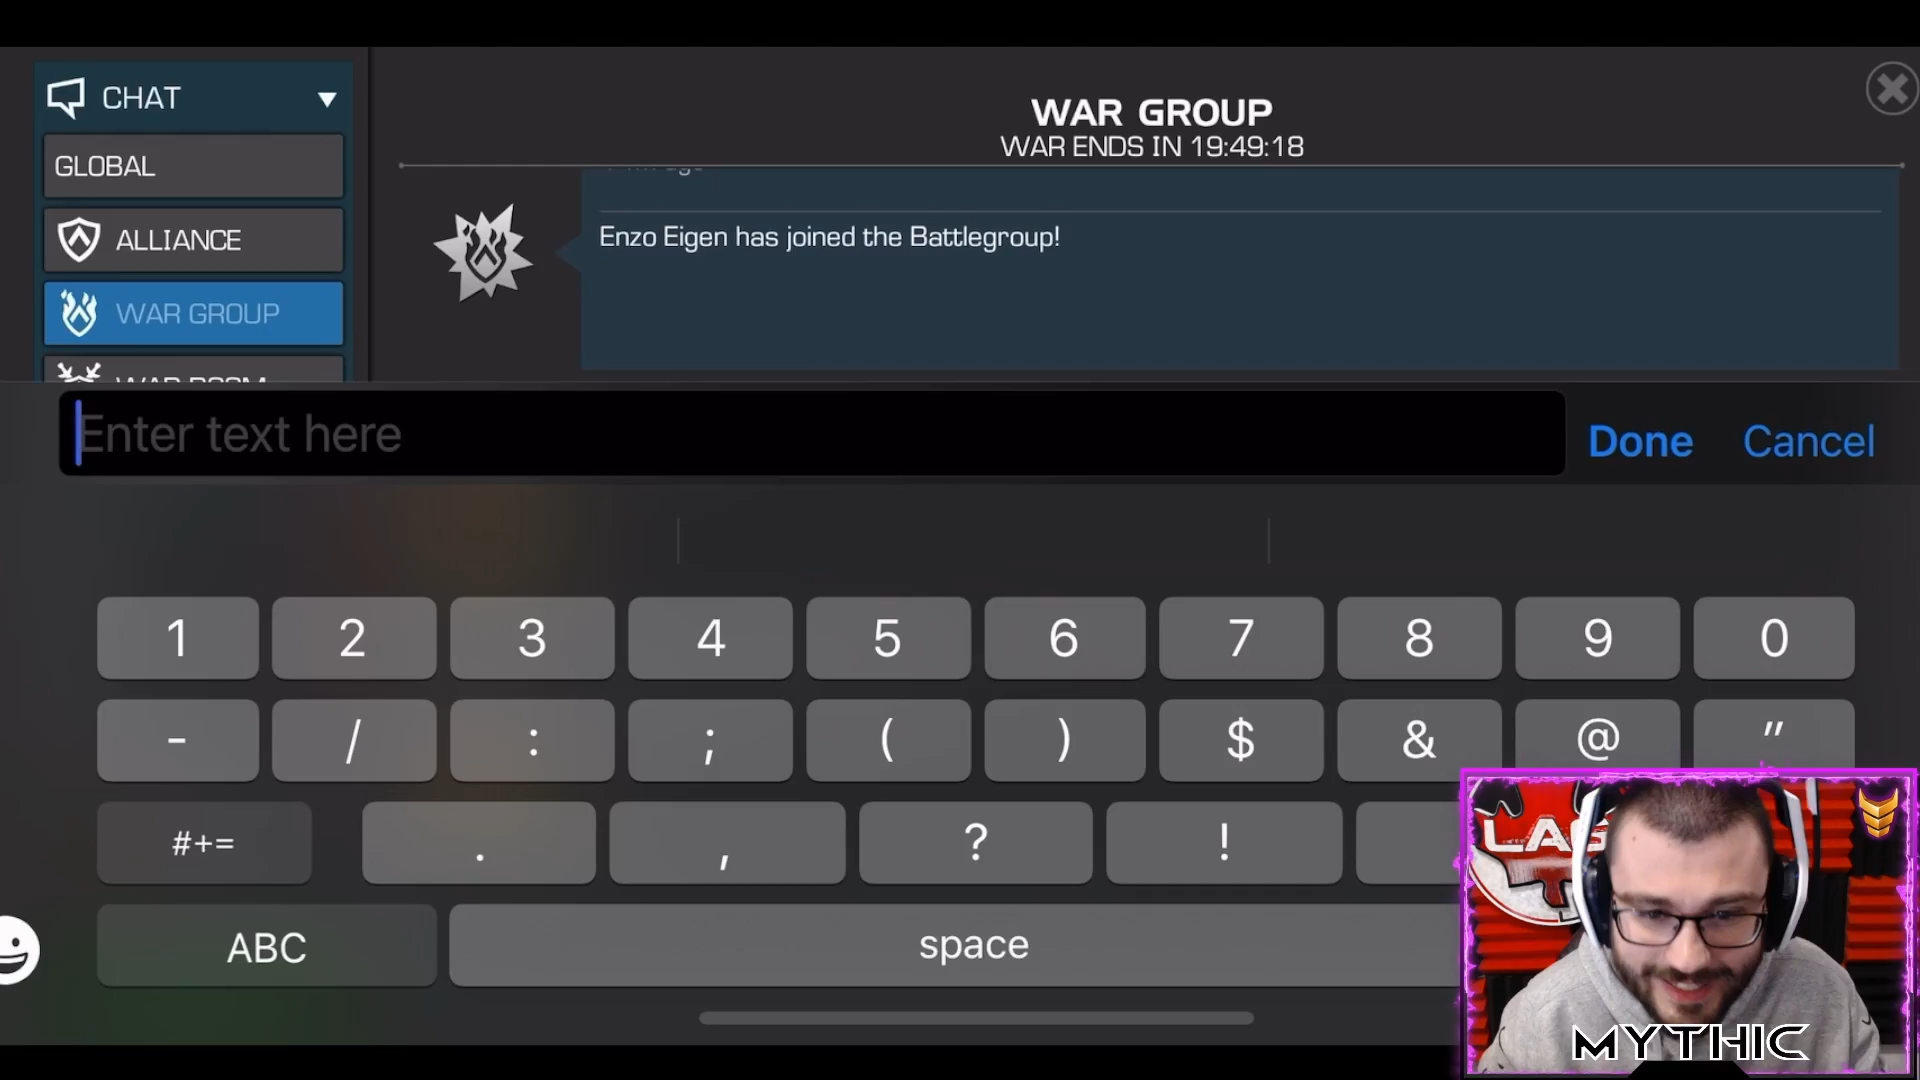 CHAT
GLOBAL
ALLIANCE
WAR GROUP
WAR GROUP
WAR ENDS IN 19:49:18
Enzo Eigen has joined the Battlegroup!
Enter text here
Done
Cancel
1 2 3 4 5 6 7 8 9 0
- / : ; ( ) $ & @ "
#+= . , ? !
ABC space
LAG
MYTHIC